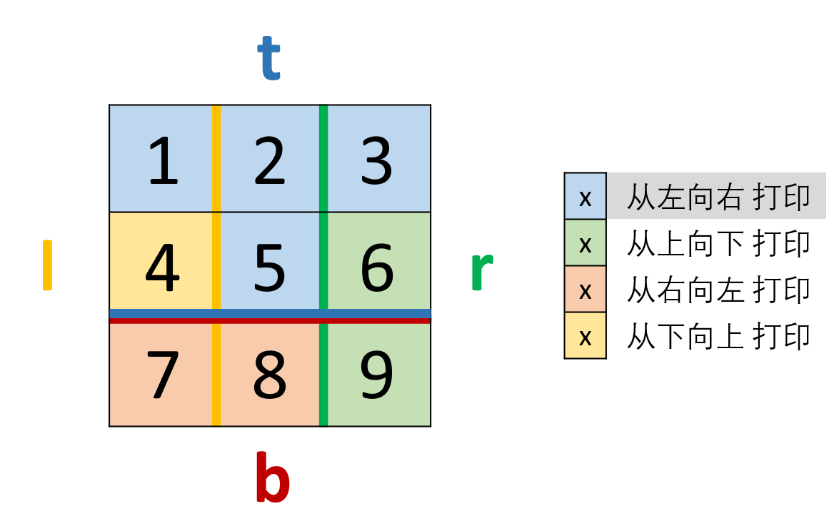 t
1 2 3
l 4 5 6 r
7 8 9
b
x 从左向右 打印
x 从上向下 打印
x 从右向左 打印
x 从下向上 打印